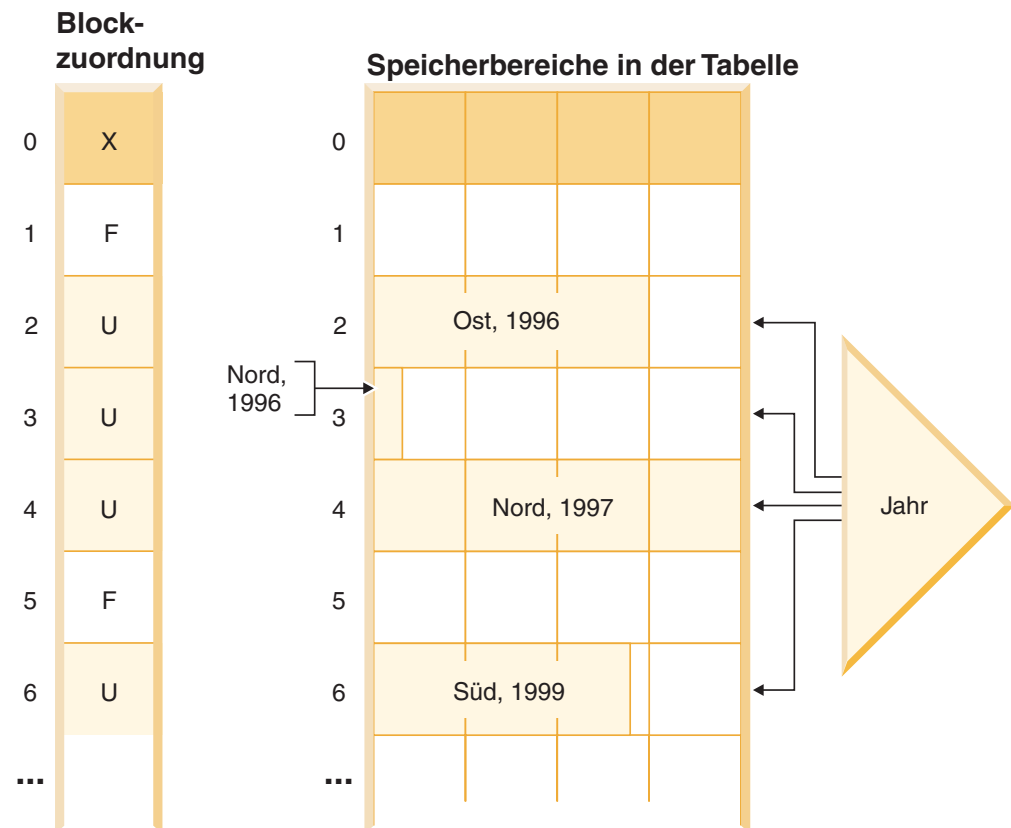 Block-
zuordnung
Speicherbereiche in der Tabelle
0
X
0
1
F
1
2
U
2
Ost, 1996
Nord,
1996
3
U
3
4
U
4
Nord, 1997
Jahr
5
F
5
6
U
6
Süd, 1999
...
...